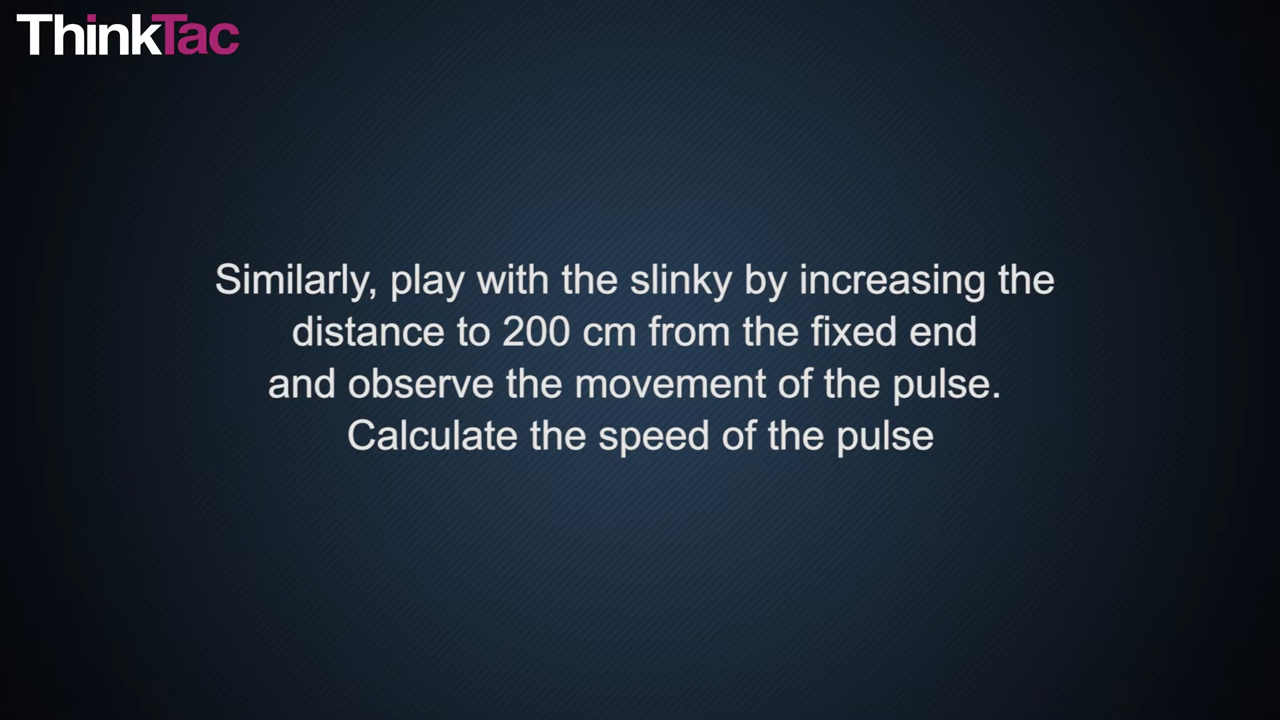 ThinkTac
Similarly, play with the slinky by increasing the
distance to 200 cm from the fixed end
and observe the movement of the pulse.
Calculate the speed of the pulse